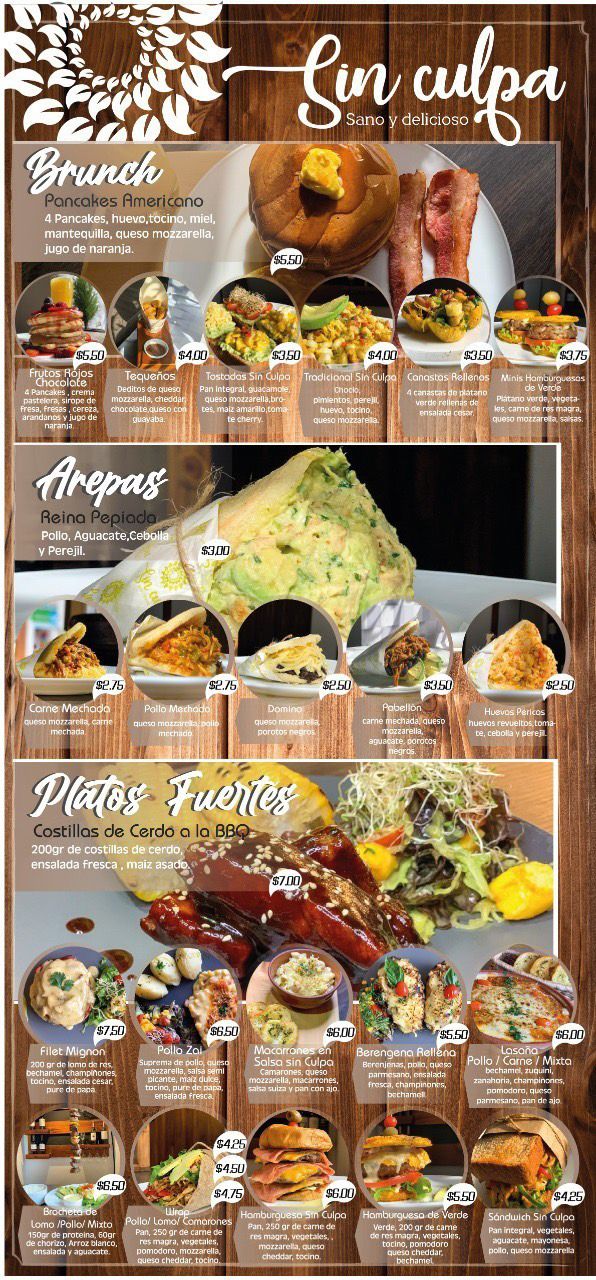 Sin culpa
Sano y delicioso
Brunch
Pancakes Americano
4 Pancakes, huevo,tocino, miel,
mantequilla, queso mozzarella,
jugo de naranja.
$5,50
$5,50
Frutos Rojos
Chocolate
4 Pancakes , crema
pastelera, sirope de
fresa, fresas , cereza,
arandanos y jugo de
naranja.
$4,00
Tequeños
Deditos de queso
mozzarella, cheddar,
chocolate,queso con
guayaba.
$3,50
Tostadas Sin Culpa
Pan integral, guacamole,
queso mozzarella,bro-
tes, maiz amarillo,toma-
te cherry.
$4,00
Tradicional Sin Culpa
Choclo,
pimientos, perejil,
huevo, tocino,
queso mozzarella.
$3,50
Canastas Rellenas
4 canastas de plátano
verde rellenas de
ensalada cesar.
$3,75
Minis Hamburguesas
de Verde
Plátano verde, vegeta-
les, carne de res magra,
queso mozzarella, salsas.
Arepas
Reina Pepiada
Pollo, Aguacate,Cebolla
y Perejil.
$3,00
$2,75
Carne Mechada
queso mozzarella, carne
mechada.
$2,75
Pollo Mechado
queso mozzarella, pollo
mechado.
$2,50
Domino
queso mozzarella,
porotos negros.
$3,50
Pabellón
carne mechada, queso
mozzarella,
aguacate, porotos
negros.
$2,50
Huevos Pericos
huevos revueltos,toma-
te, cebolla y perejil.
Platos Fuertes
Costillas de Cerdo a la BBQ
200gr de costillas de cerdo,
ensalada fresca , maiz asado.
$7,00
$7,50
Filet Mignon
200 gr de lomo de res,
bechamel, champiñones,
tocino, ensalada cesar,
pure de papa.
$6,50
Pollo Zai
Suprema de pollo, queso
mozzarella, salsa semi
picante, maiz dulce,
tocino, pure de papa,
ensalada fresca.
$6,00
Macarrones en
Salsa sin Culpa
Camarones, queso
mozzarella, macarrones,
salsa suiza y pan con ajo.
$5,50
Berengena Rellena
Berenjenas, pollo, queso
parmesano, ensalada
fresca, champinones,
bechamell.
$6,00
Lasaña
Pollo / Carne / Mixta
bechamel, zuquini,
zanahoria, champinones,
pomodoro, queso
parmesano, pan de ajo.
$6,50
Brocheta de
Lomo /Pollo/ Mixto
150gr de proteina, 60gr
de chorizo, Arroz blanco,
ensalada y aguacate.
$4,25
$4,50
$4,75
Wrap
Pollo/ Lomo/ Camarones
Pan, 250 gr de carne de
res magra, vegetales,
pomodoro, mozzarella,
queso cheddar,
tocino.
$6,00
Hamburguesa Sin Culpa
Pan, 250 gr de carne de
res magra, vegetales, ,
mozzarella, queso
cheddar, tocino.
$5,50
Hamburguesa de Verde
Verde, 200 gr de carne
de res magra, vegetales,
tocino, pomodoro
queso cheddar,
bechamel.
$4,25
Sándwich Sin Culpa
Pan integral, vegetales,
aguacate, mayonesa,
pollo, queso mozzarella